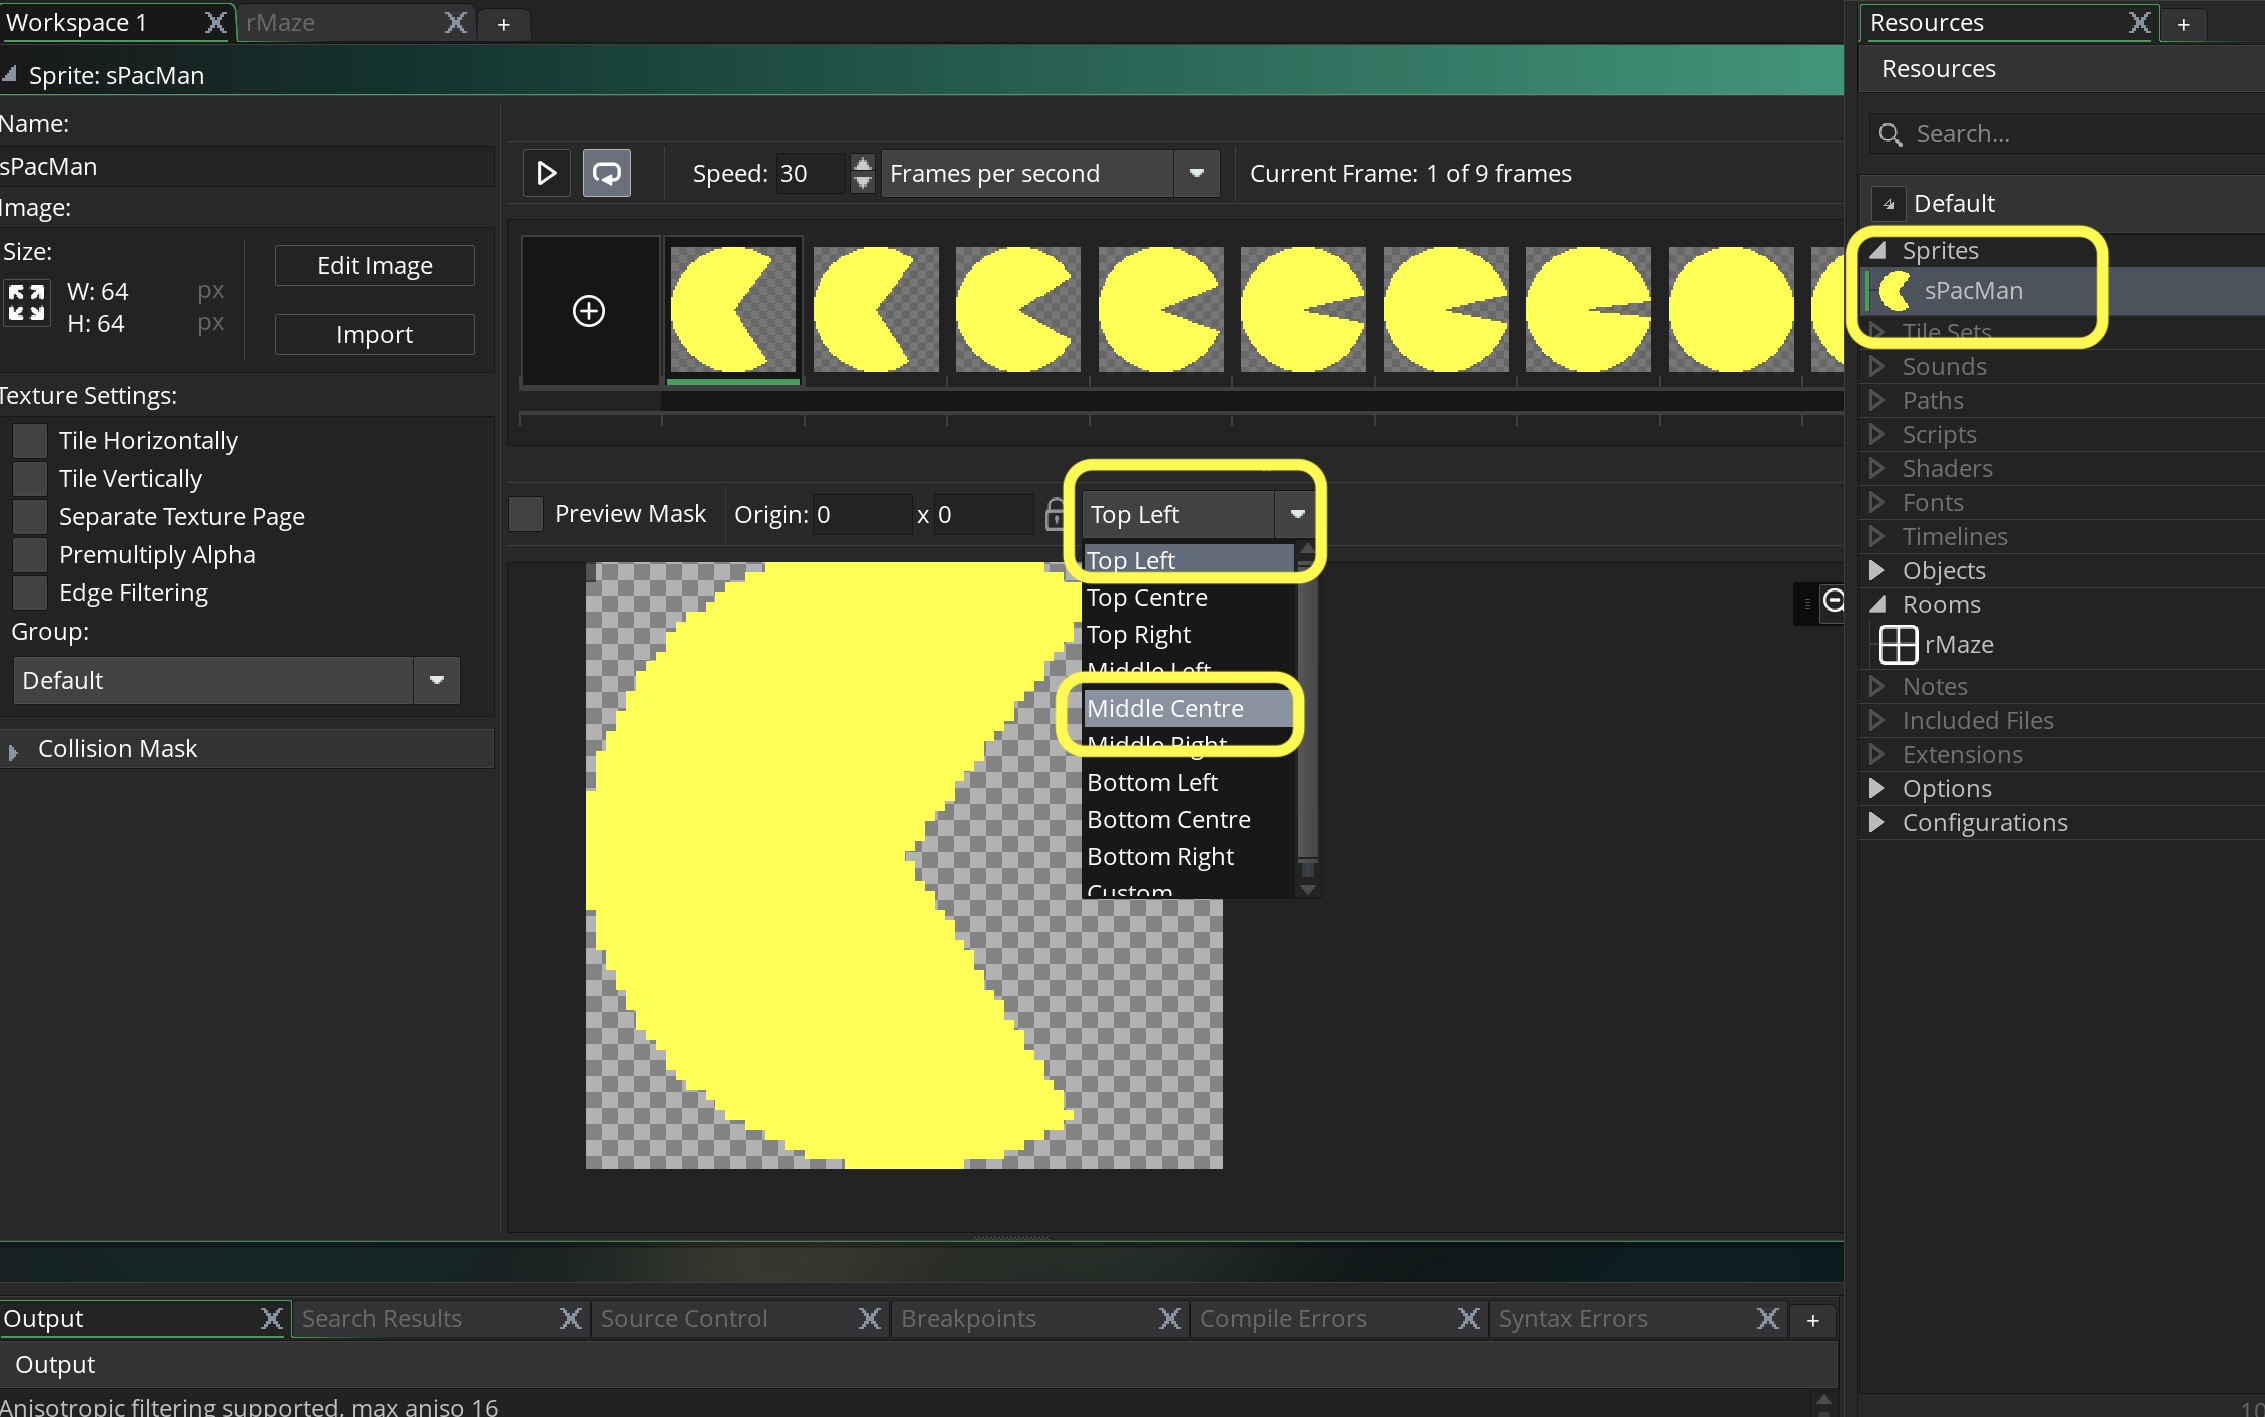 Workspace 1
rMaze
Sprite: sPacMan
Name:
sPacMan
Image:
Size:
W: 64 px
H: 64 px
Edit Image
Import
Texture Settings:
Tile Horizontally
Tile Vertically
Separate Texture Page
Premultiply Alpha
Edge Filtering
Group:
Default
Collision Mask
Speed: 30
Frames per second
Current Frame: 1 of 9 frames
Preview Mask
Origin: 0 x 0
Top Left
Top Left
Top Centre
Top Right
Middle Left
Middle Centre
Middle Right
Bottom Left
Bottom Centre
Bottom Right
Custom
Output
Search Results
Source Control
Breakpoints
Compile Errors
Syntax Errors
Output
Anisotropic filtering supported, max aniso 16
Resources
Resources
Search...
Default
Sprites
sPacMan
Tile Sets
Sounds
Paths
Scripts
Shaders
Fonts
Timelines
Objects
Rooms
rMaze
Notes
Included Files
Extensions
Options
Configurations